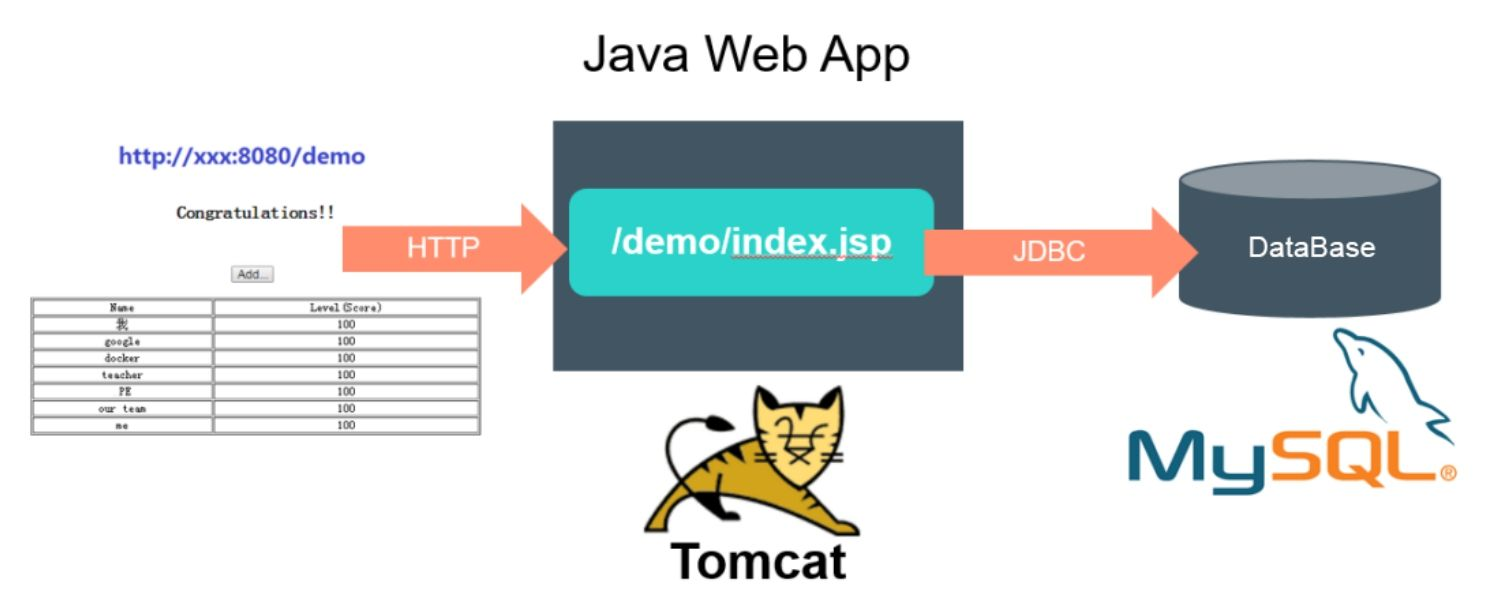 Java Web App
http://xxx:8080/demo
Congratulations!!
Add...
Name Level(Score)
我 100
google 100
docker 100
teacher 100
PE 100
our team 100
me 100
HTTP
/demo/index.jsp
JDBC
DataBase
Tomcat
MySQL®